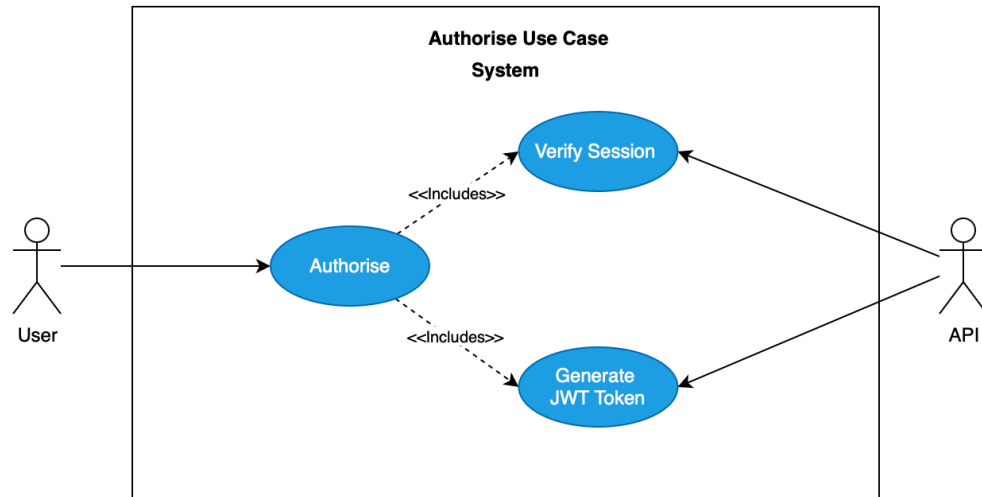 Authorise Use Case
System
Verify Session
<<Includes>>
Authorise
User
<<Includes>>
Generate
JWT Token
API